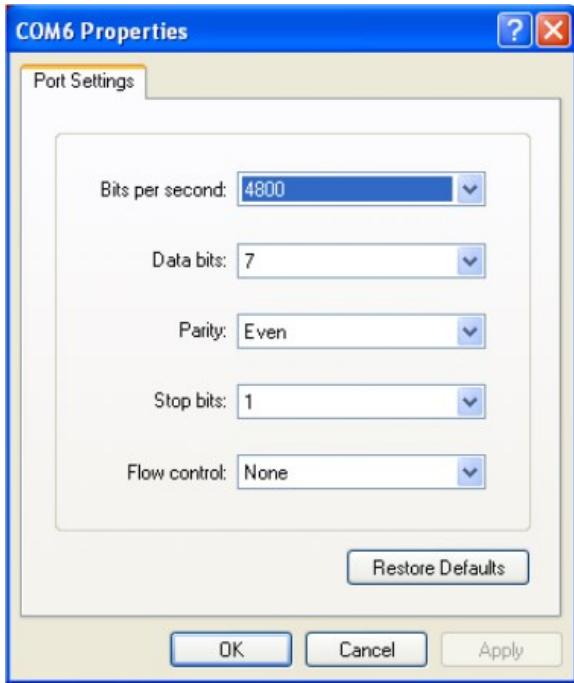 COM6 Properties
?
Port Settings
Bits per second: 4800
Data bits: 7
Parity: Even
Stop bits: 1
Flow control: None
Restore Defaults
OK Cancel Apply